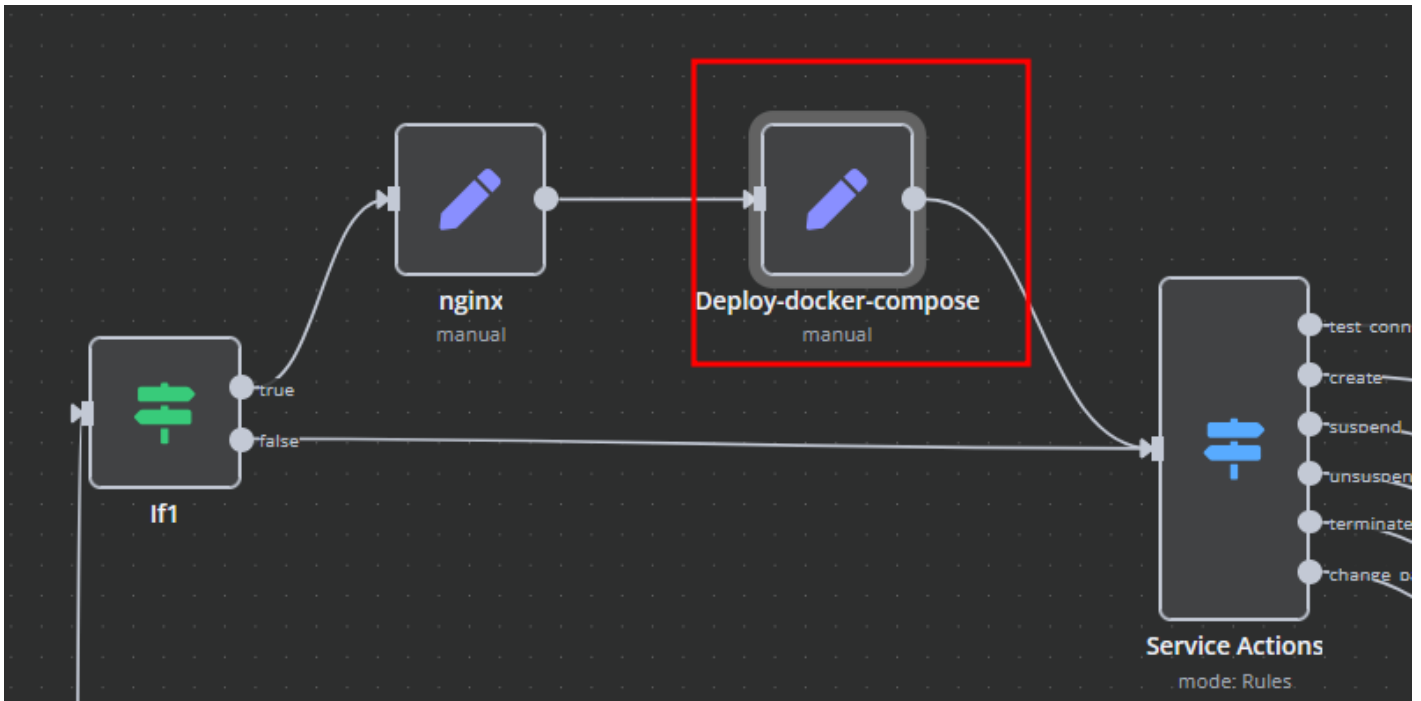 nginx
manual
Deploy-docker-compose
manual
If1
true
false
test conn
create
suspend
unsuspen
terminate
change
Service Actions
mode: Rules